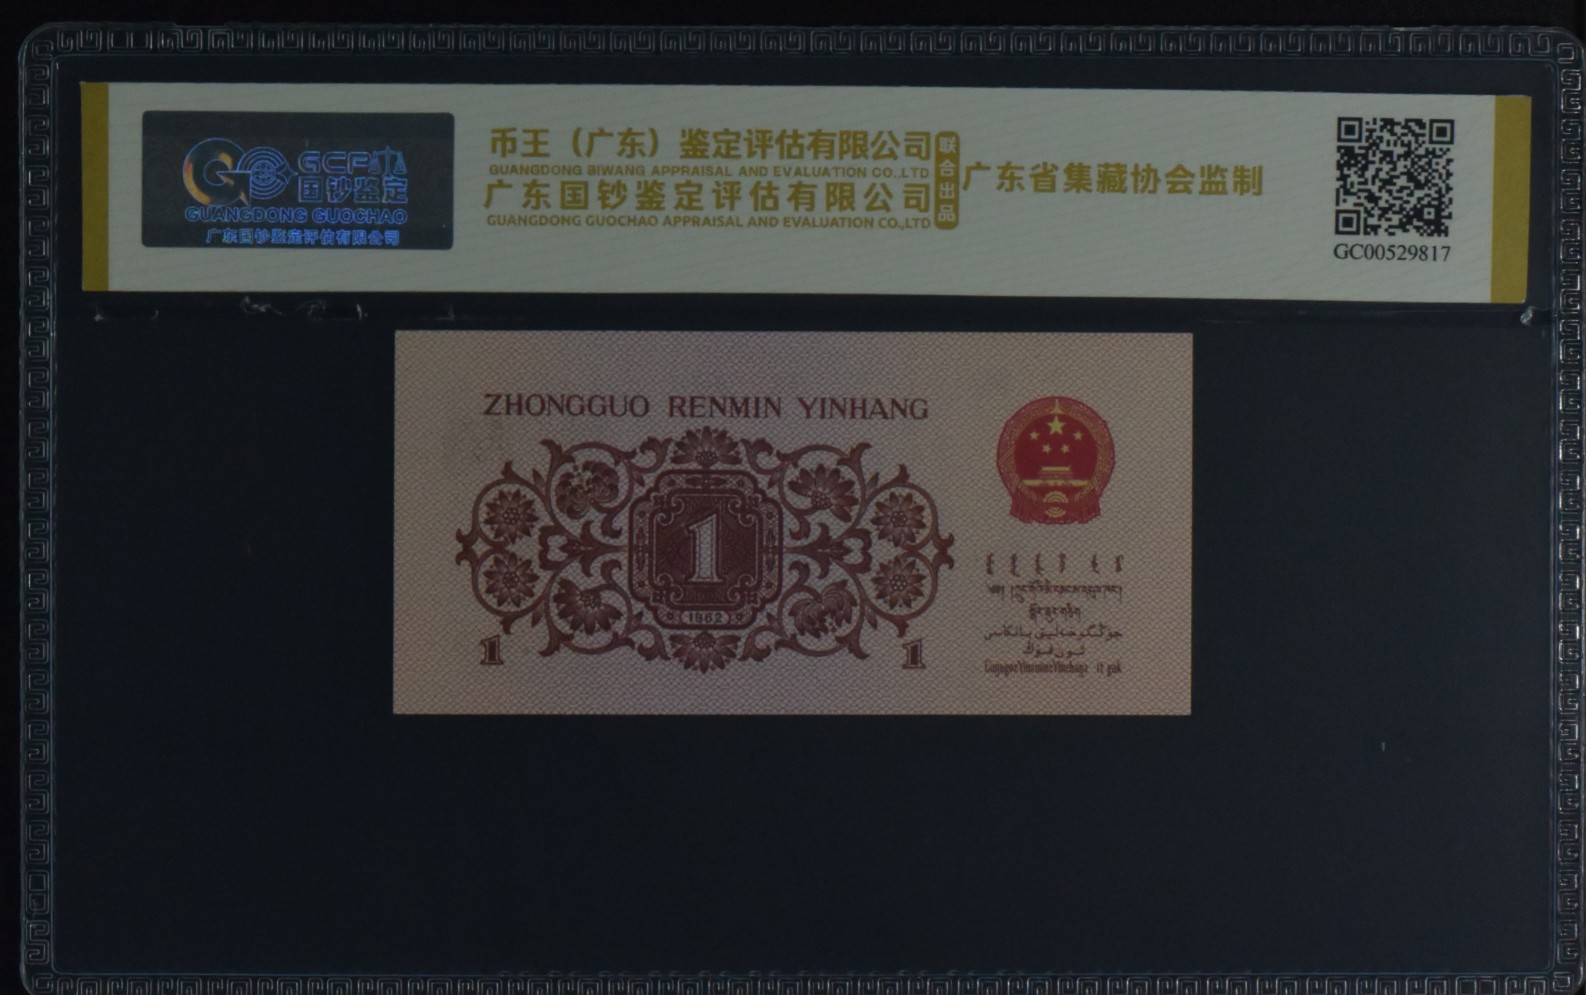 GCP
国钞鉴定
GUANGDONG GUOCHAO
广东国钞鉴定评估有限公司
币王（广东）鉴定评估有限公司
GUANGDONG BIWANG APPRAISAL AND EVALUATION CO.,LTD
广东国钞鉴定评估有限公司
GUANGDONG GUOCHAO APPRAISAL AND EVALUATION CO.,LTD
联合出品
广东省集藏协会监制
GC00529817
ZHONGGUO RENMIN YINHANG
1
1962
1
1